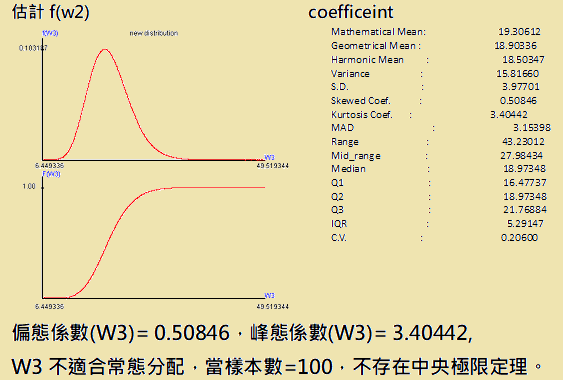 估計 f(w2)
coefficeint
f(W3)
new distribution
0.103187
W3
6.449336
49.519344
F(W3)
1.00
W3
6.449336
49.519344
Mathematical Mean: 19.30612
Geometrical Mean : 18.90336
Harmonic Mean : 18.50347
Variance : 15.81660
S.D. : 3.97701
Skewed Coef. : 0.50846
Kurtosis Coef. : 3.40442
MAD : 3.15398
Range : 43.23012
Mid_range : 27.98434
Median : 18.97348
Q1 : 16.47737
Q2 : 18.97348
Q3 : 21.76884
IQR : 5.29147
C.V. : 0.20600
偏態係數(W3)= 0.50846，峰態係數(W3)= 3.40442,
W3 不適合常態分配，當樣本數=100，不存在中央極限定理。